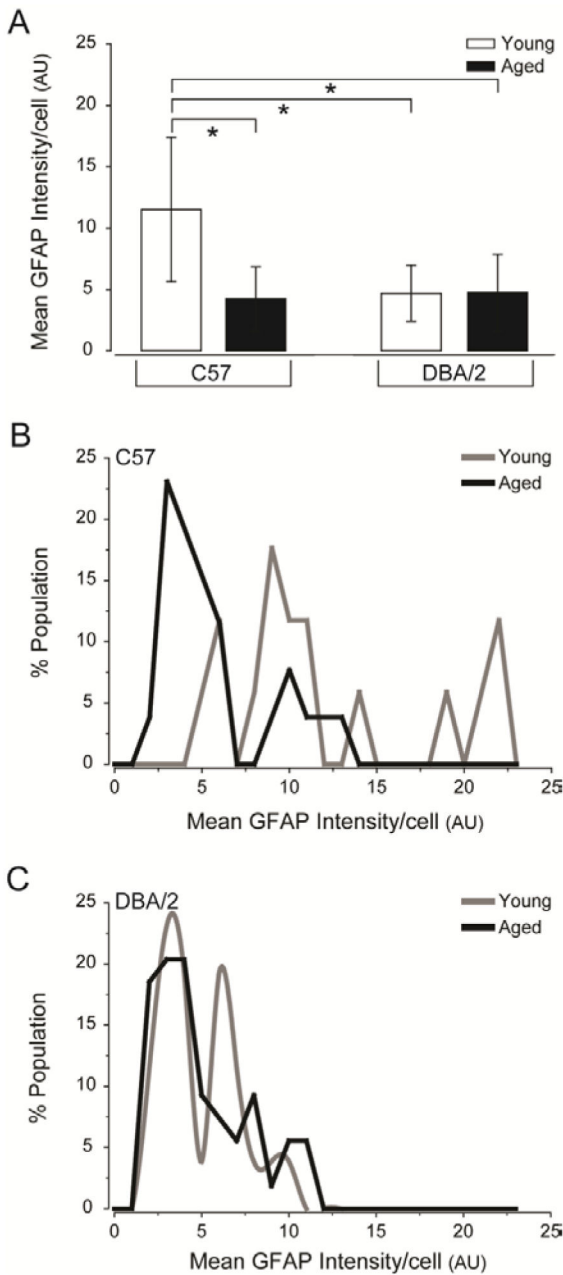 A
Young
Aged
Mean GFAP Intensity/cell (AU)
25
20
15
10
5
0
*
*
*
C57
DBA/2
B
C57
Young
Aged
% Population
25
20
15
10
5
0
0 5 10 15 20 25
Mean GFAP Intensity/cell (AU)
C
DBA/2
Young
Aged
% Population
25
20
15
10
5
0
0 5 10 15 20 25
Mean GFAP Intensity/cell (AU)